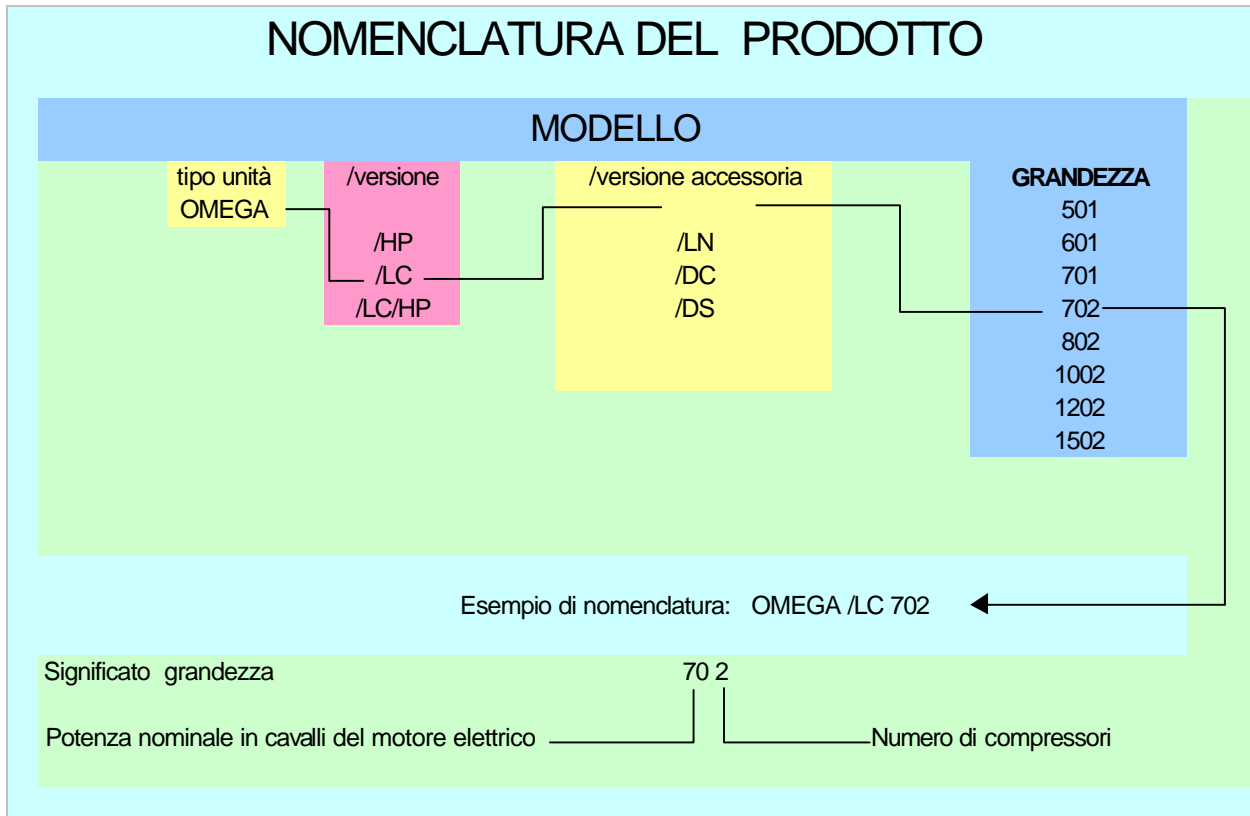 NOMENCLATURA DEL PRODOTTO
MODELLO
tipo unità /versione /versione accessoria GRANDEZZA
OMEGA 501
/HP /LN 601
/LC /DC 701
/LC/HP /DS 702
802
1002
1202
1502
Esempio di nomenclatura: OMEGA /LC 702
Significato grandezza 70 2
Potenza nominale in cavalli del motore elettrico Numero di compressori